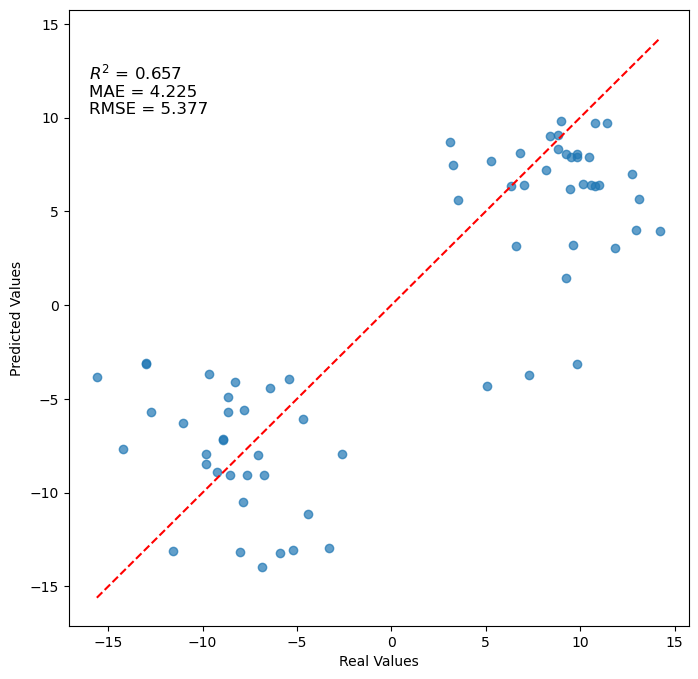 15
10
5
0
−5
−10
−15
R² = 0.657
MAE = 4.225
RMSE = 5.377
Predicted Values
−15 −10 −5 0 5 10 15
Real Values